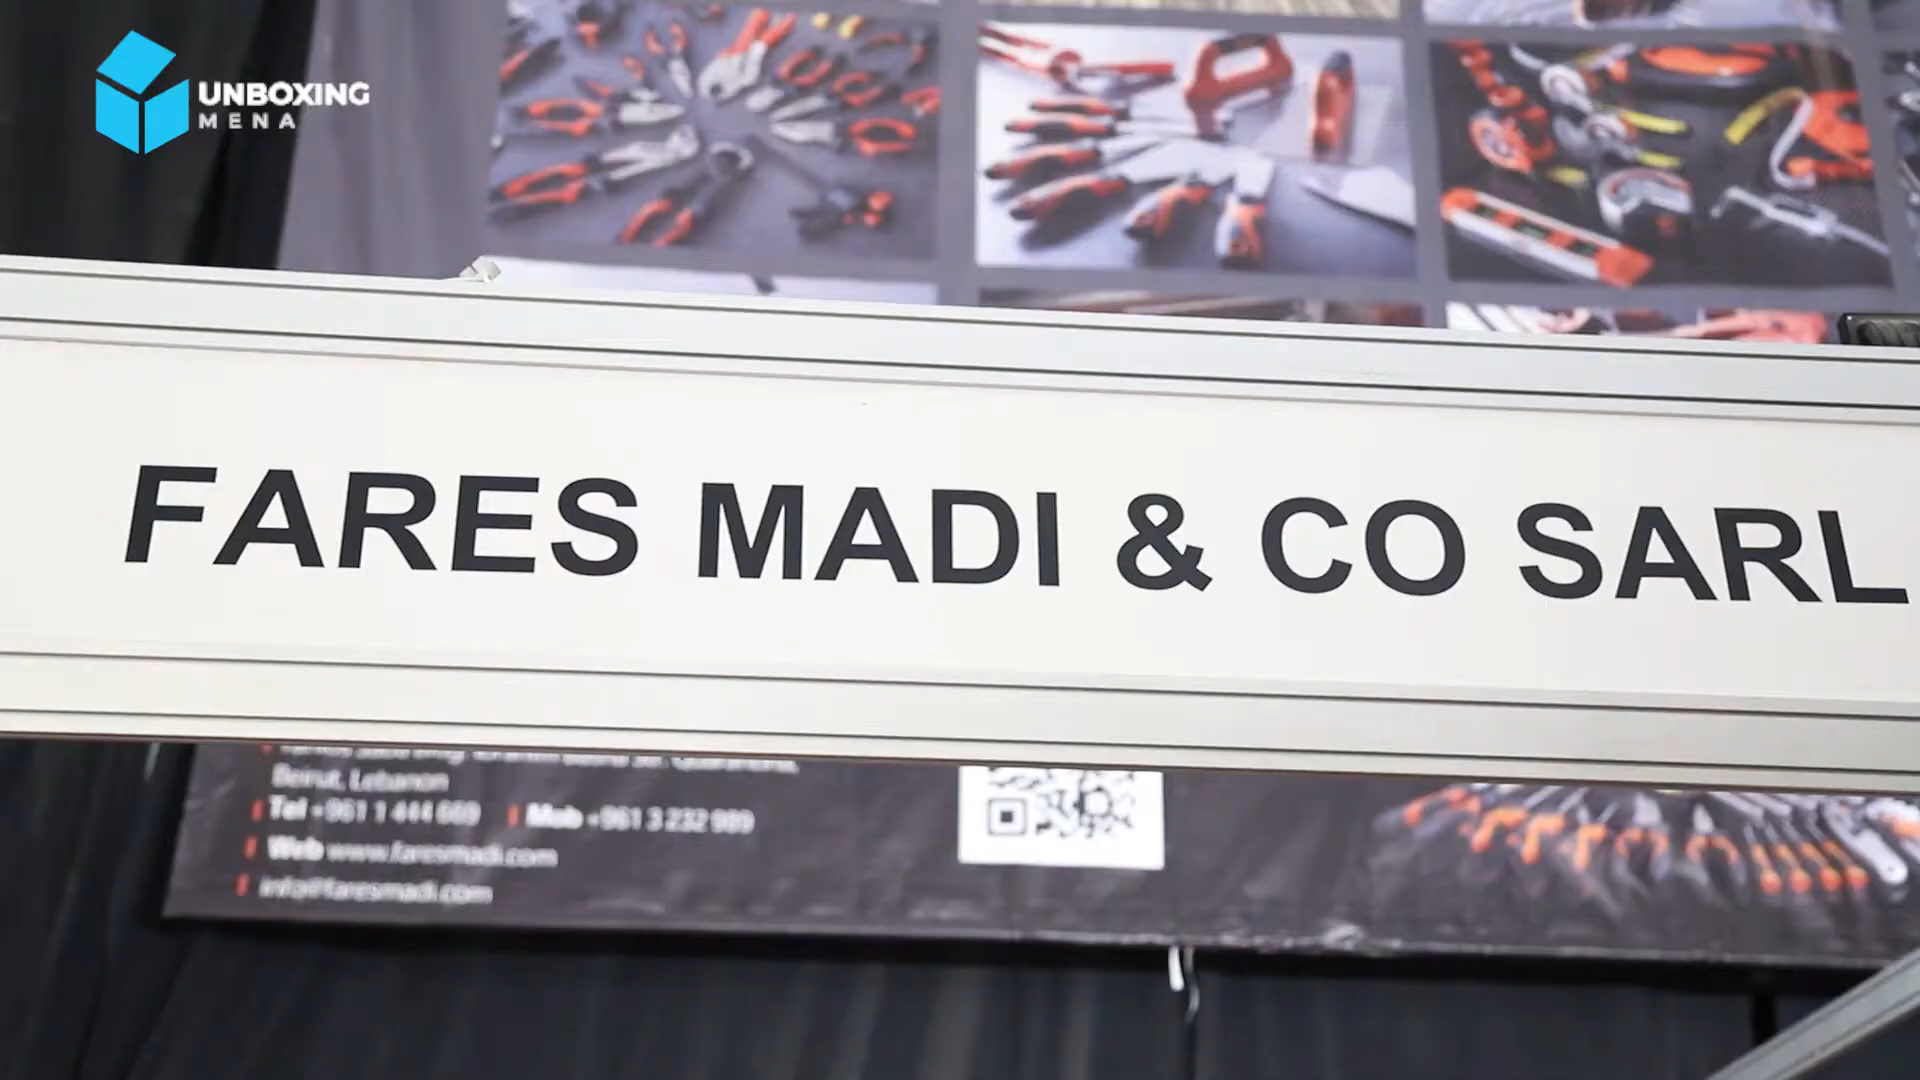 UNBOXING
MENA
FARES MADI & CO SARL
Beirut, Lebanon
Tel +961 1 444 669 Mob +961 3 232 989
Web www.faresmadi.com
info@faresmadi.com